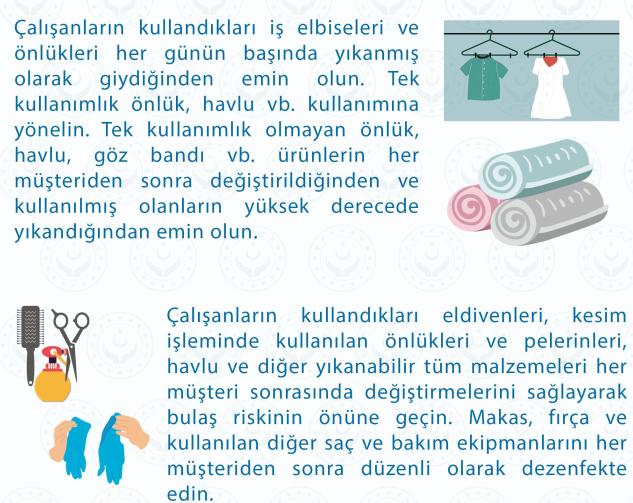 Çalışanların kullandıkları iş elbiseleri ve
önlükleri her günün başında yıkanmış
olarak giydiğinden emin olun. Tek
kullanımlık önlük, havlu vb. kullanımına
yönelin. Tek kullanımlık olmayan önlük,
havlu, göz bandı vb. ürünlerin her
müşteriden sonra değiştirildiğinden ve
kullanılmış olanların yüksek derecede
yıkandığından emin olun.
Çalışanların kullandıkları eldivenleri, kesim
işleminde kullanılan önlükleri ve pelerinleri,
havlu ve diğer yıkanabilir tüm malzemeleri her
müşteri sonrasında değiştirmelerini sağlayarak
bulaş riskinin önüne geçin. Makas, fırça ve
kullanılan diğer saç ve bakım ekipmanlarını her
müşteriden sonra düzenli olarak dezenfekte
edin.